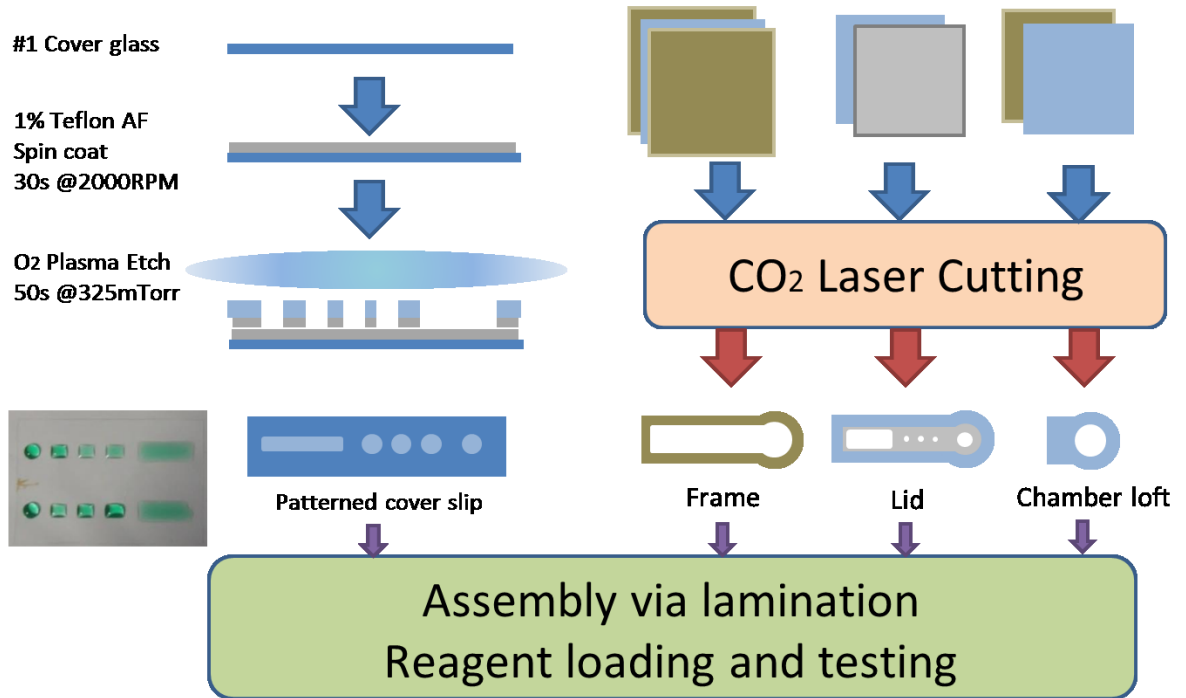 #1 Cover glass
1% Teflon AF
Spin coat
30s @2000RPM
O2 Plasma Etch
50s @325mTorr
CO2 Laser Cutting
Patterned cover slip
Frame
Lid
Chamber loft
Assembly via lamination
Reagent loading and testing